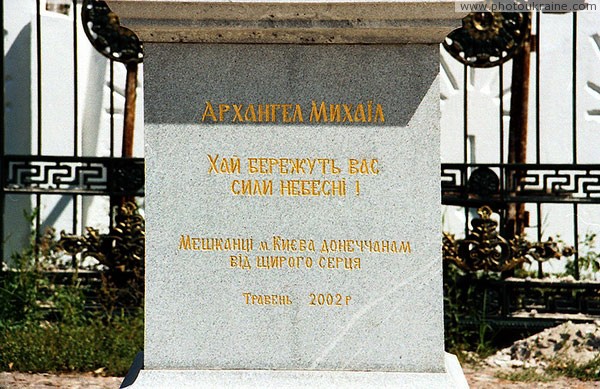 www.photoukraine.com
Архангел Михаїл
Хай бережуть вас
сили небесні !
Мешканці м. Києва донеччанам
від щирого серця
Травень 2002 р